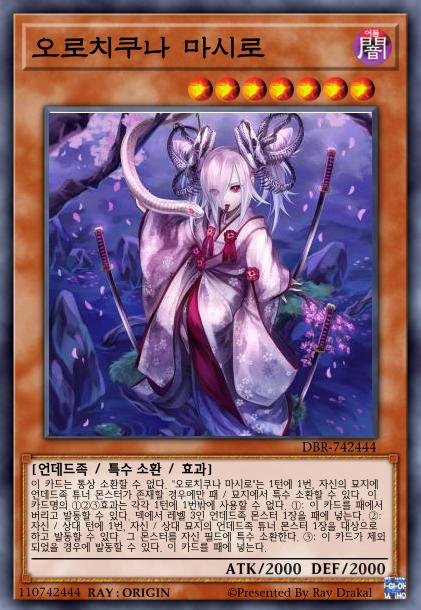 오로치쿠나 마시로
어둠
闇
DBR-742444
[언데드족 / 특수 소환 / 효과]
이 카드는 통상 소환할 수 없다. "오로치쿠나 마시로"는 1턴에 1번, 자신의 묘지에
언데드족 튜너 몬스터가 존재할 경우에만 패 / 묘지에서 특수 소환할 수 있다. 이
카드명의 ①②③효과는 각각 1턴에 1번밖에 사용할 수 없다. ①: 이 카드를 패에서
버리고 발동할 수 있다. 덱에서 레벨 3인 언데드족 몬스터 1장을 패에 넣는다. ②:
자신 / 상대 턴에 1번, 자신 / 상대 묘지의 언데드족 튜너 몬스터 1장을 대상으로
하고 발동할 수 있다. 그 몬스터를 자신 필드에 특수 소환한다. ③: 이 카드가 제외
되었을 경우에 발동할 수 있다. 이 카드를 패에 넣는다.
ATK/2000 DEF/2000
110742444 RAY : ORIGIN ©Presented By Ray Drakal